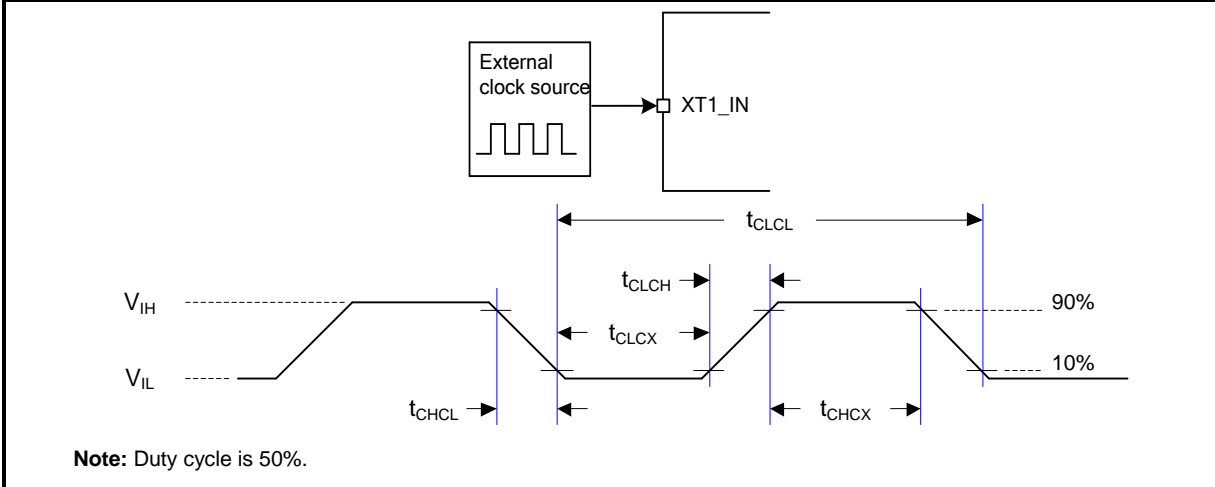 External
clock source
XT1_IN
tCLCL
tCLCH
VIH
90%
tCLCX
VIL
10%
tCHCL
tCHCX
Note: Duty cycle is 50%.